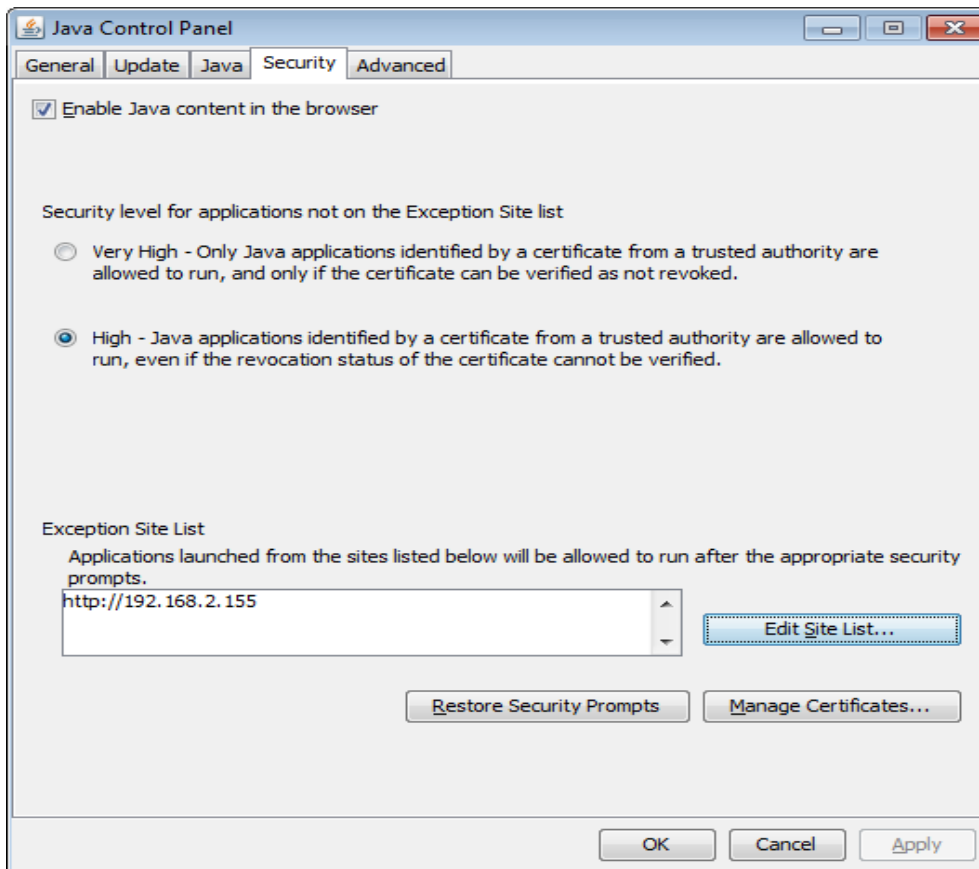 Java Control Panel
General Update Java Security Advanced
Enable Java content in the browser
Security level for applications not on the Exception Site list
Very High - Only Java applications identified by a certificate from a trusted authority are
allowed to run, and only if the certificate can be verified as not revoked.
High - Java applications identified by a certificate from a trusted authority are allowed to
run, even if the revocation status of the certificate cannot be verified.
Exception Site List
Applications launched from the sites listed below will be allowed to run after the appropriate security
prompts.
http://192.168.2.155
Edit Site List...
Restore Security Prompts Manage Certificates...
OK Cancel Apply